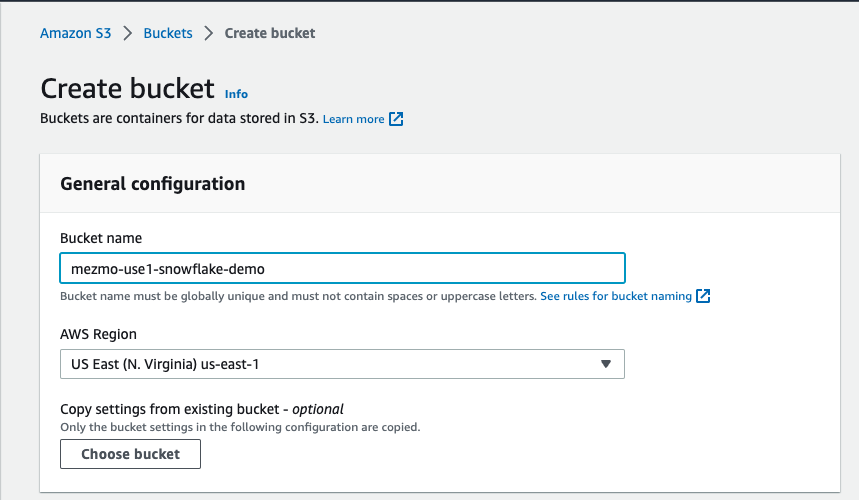 Amazon S3 > Buckets > Create bucket
Create bucket Info
Buckets are containers for data stored in S3. Learn more
General configuration
Bucket name
mezmo-use1-snowflake-demo
Bucket name must be globally unique and must not contain spaces or uppercase letters. See rules for bucket naming
AWS Region
US East (N. Virginia) us-east-1
Copy settings from existing bucket - optional
Only the bucket settings in the following configuration are copied.
Choose bucket